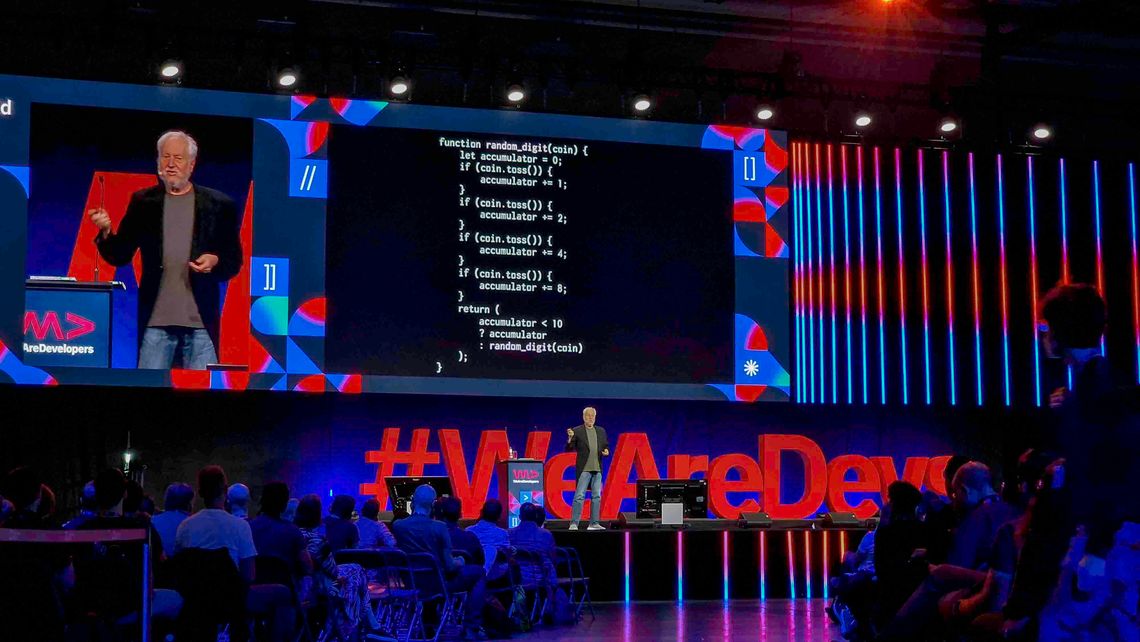 d
//
]]
[]
AreDevelopers
function random_digit(coin) {
let accumulator = 0;
if (coin.toss()) {
accumulator += 1;
}
if (coin.toss()) {
accumulator += 2;
}
if (coin.toss()) {
accumulator += 4;
}
if (coin.toss()) {
accumulator += 8;
}
return (
accumulator < 10
? accumulator
: random_digit(coin)
);
}
#WeAreDevs
WeAreDevelopers